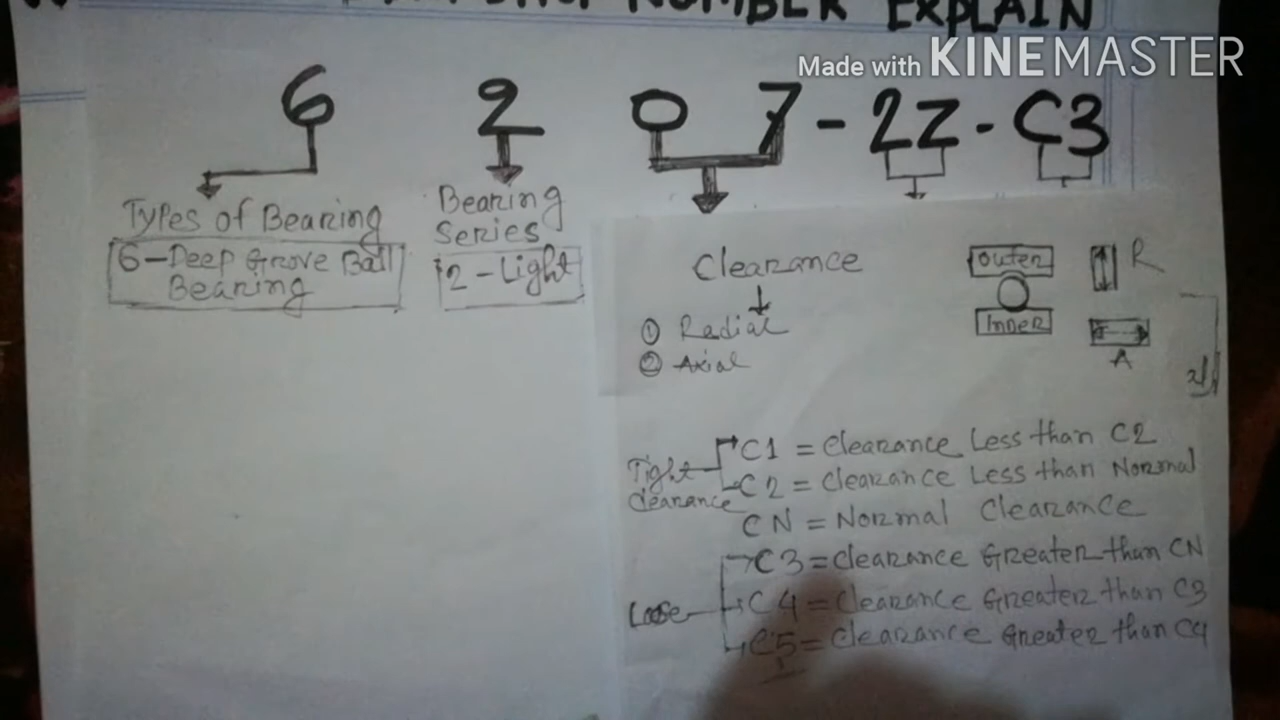 NUMBER EXPLAIN
Made with KINEMASTER
6 2 0 7 - 2Z - C3
Types of Bearing
6-Deep Grove Ball
Bearing
Bearing
Series
2-Light
Clearance
① Radial
② Axial
Outer
Inner
R
A
Tight
clearance
C1 = Clearance Less than C2
C2 = Clearance Less than Normal
CN = Normal Clearance
Loose
C3 = Clearance Greater than CN
C4 = Clearance Greater than C3
C5 = Clearance Greater than C4